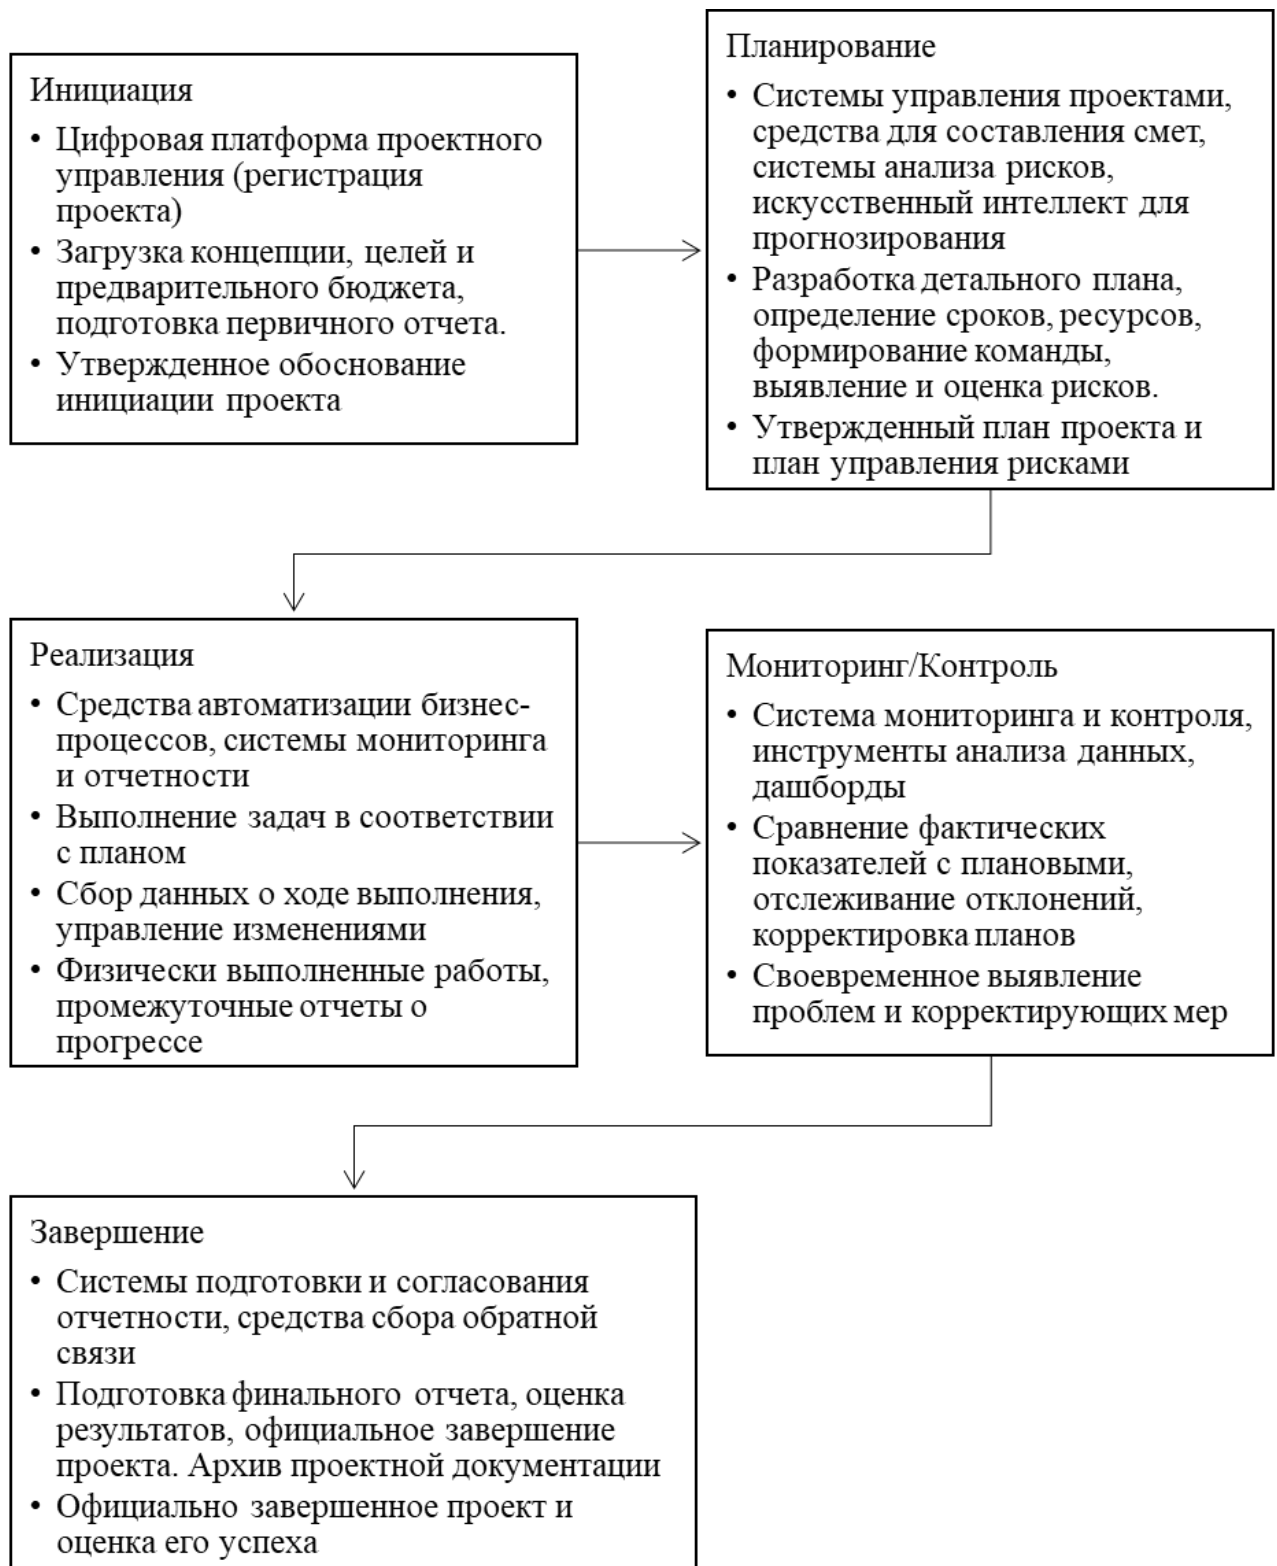 Инициация
• Цифровая платформа проектного
управления (регистрация
проекта)
• Загрузка концепции, целей и
предварительного бюджета,
подготовка первичного отчета.
• Утвержденное обоснование
инициации проекта
Планирование
• Системы управления проектами,
средства для составления смет,
системы анализа рисков,
искусственный интеллект для
прогнозирования
• Разработка детального плана,
определение сроков, ресурсов,
формирование команды,
выявление и оценка рисков.
• Утвержденный план проекта и
план управления рисками
Реализация
• Средства автоматизации бизнес-
процессов, системы мониторинга
и отчетности
• Выполнение задач в соответствии
с планом
• Сбор данных о ходе выполнения,
управление изменениями
• Физически выполненные работы,
промежуточные отчеты о
прогрессе
Мониторинг/Контроль
• Система мониторинга и контроля,
инструменты анализа данных,
дашборды
• Сравнение фактических
показателей с плановыми,
отслеживание отклонений,
корректировка планов
• Своевременное выявление
проблем и корректирующих мер
Завершение
• Системы подготовки и согласования
отчетности, средства сбора обратной
связи
• Подготовка финального отчета, оценка
результатов, официальное завершение
проекта. Архив проектной документации
• Официально завершенное проект и
оценка его успеха